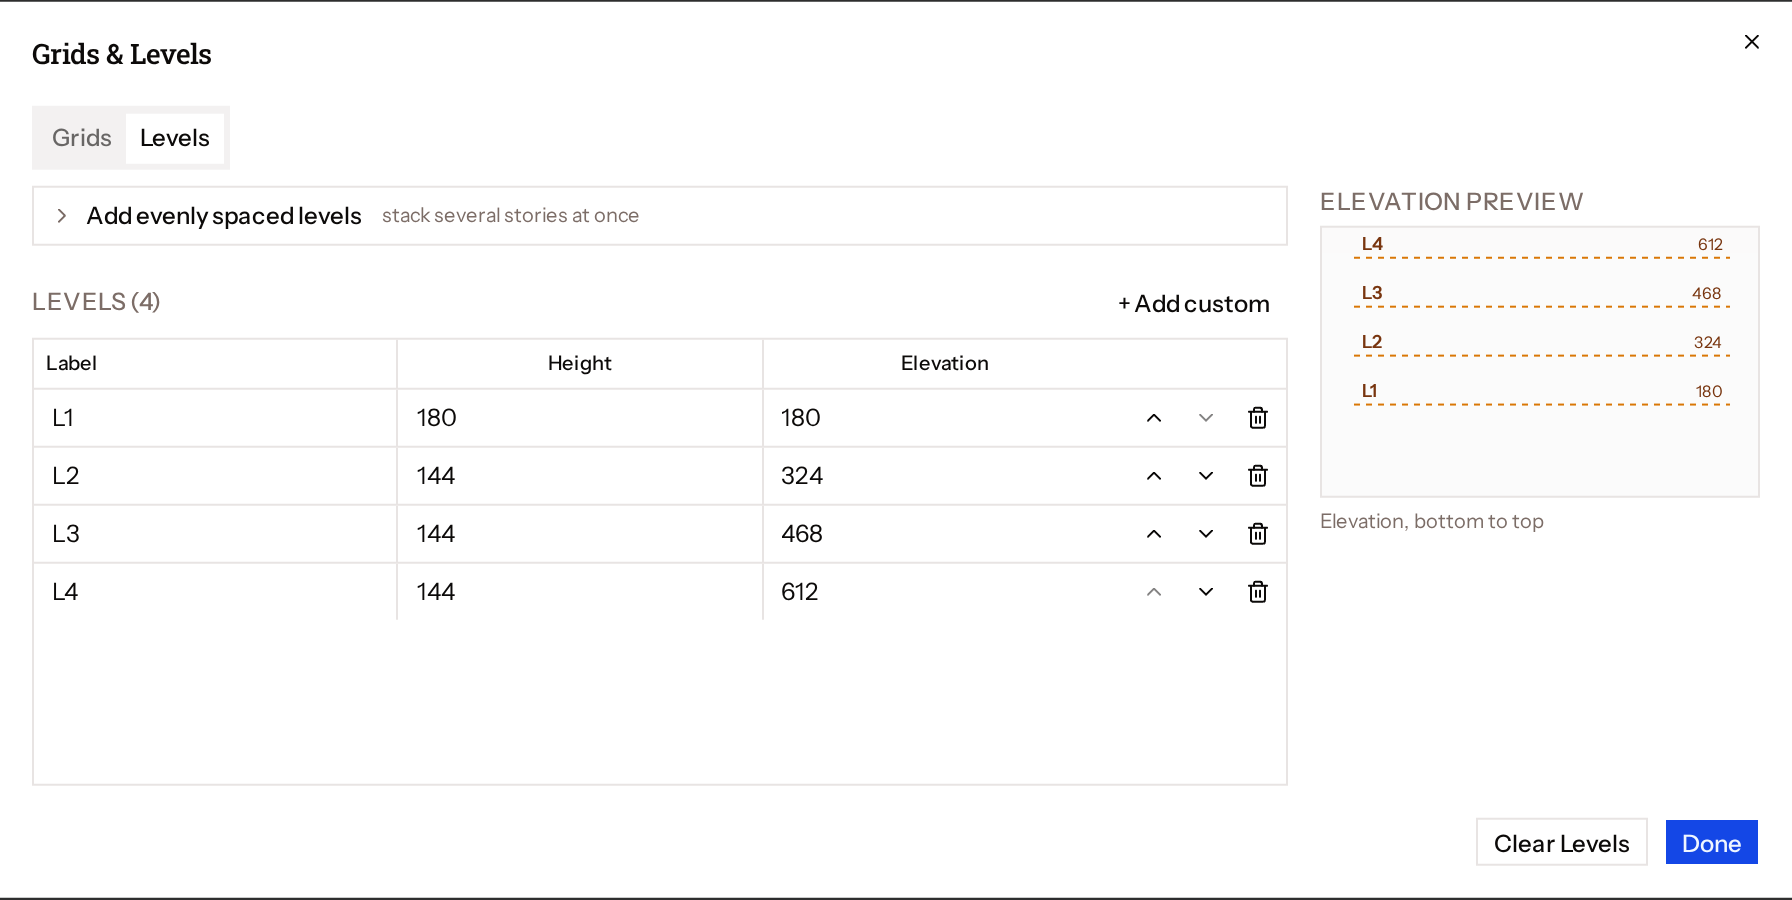 Grids & Levels
Grids Levels
Add evenly spaced levels stack several stories at once
LEVELS (4) + Add custom
Label Height Elevation
L1 180 180
L2 144 324
L3 144 468
L4 144 612
ELEVATION PREVIEW
L4 612
L3 468
L2 324
L1 180
Elevation, bottom to top
Clear Levels Done